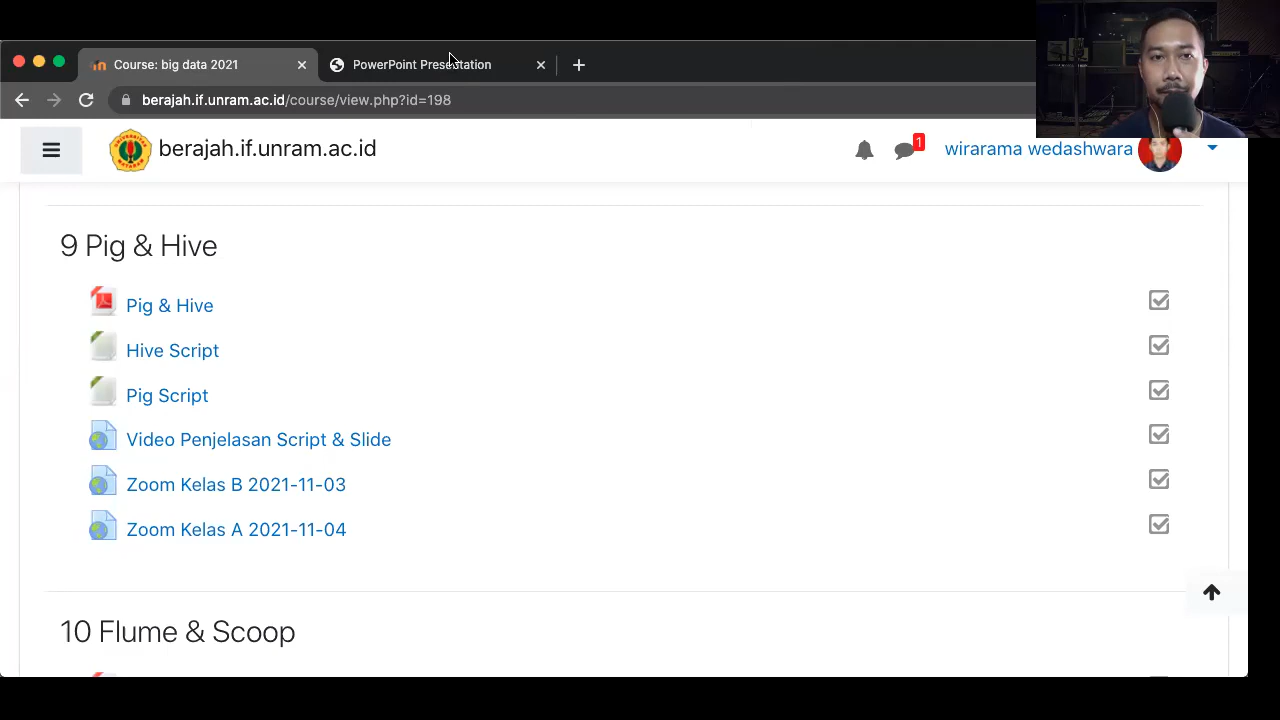 Course: big data 2021
PowerPoint Presentation
berajah.if.unram.ac.id/course/view.php?id=198
berajah.if.unram.ac.id
1
wirarama wedashwara
9 Pig & Hive
Pig & Hive
Hive Script
Pig Script
Video Penjelasan Script & Slide
Zoom Kelas B 2021-11-03
Zoom Kelas A 2021-11-04
10 Flume & Scoop